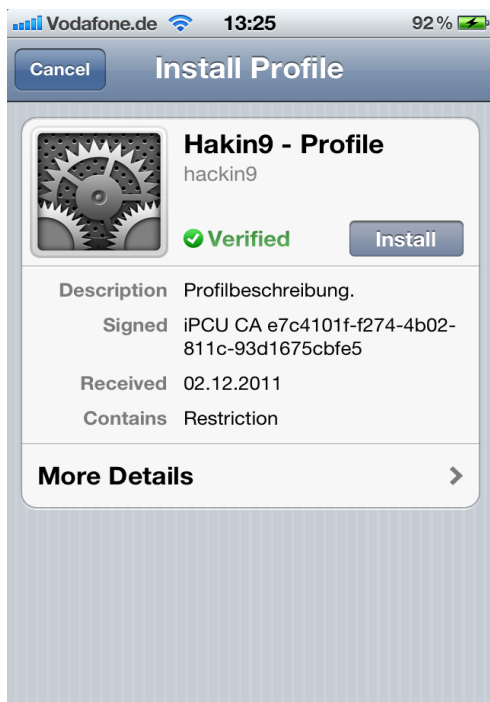 Vodafone.de 13:25 92%
Cancel Install Profile
Hakin9 - Profile
hackin9
Verified Install
Description Profilbeschreibung.
Signed iPCU CA e7c4101f-f274-4b02-
811c-93d1675cbfe5
Received 02.12.2011
Contains Restriction
More Details